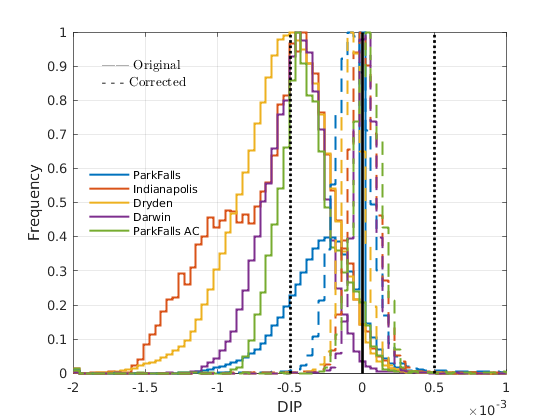 1
0.9
0.8
0.7
0.6
0.5
0.4
0.3
0.2
0.1
0
Frequency
Original
Corrected
ParkFalls
Indianapolis
Dryden
Darwin
ParkFalls AC
-2 -1.5 -1 -0.5 0 0.5 1
DIP
×10⁻³